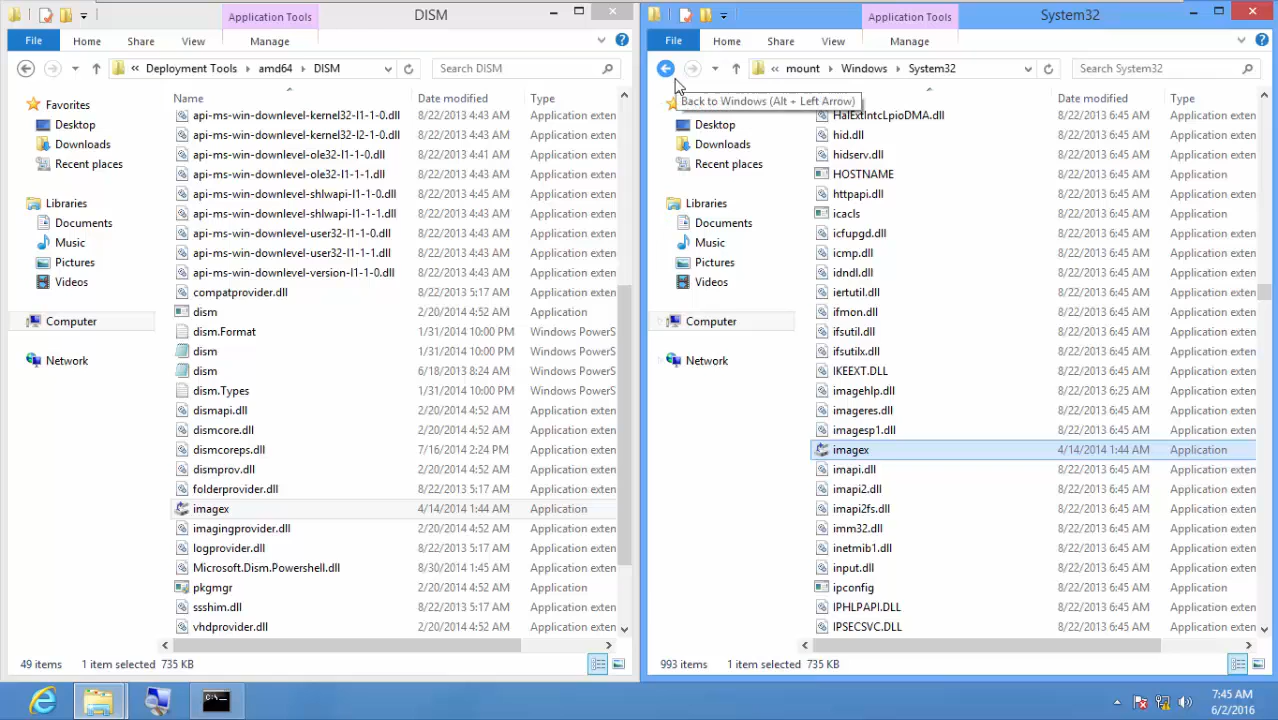 Application Tools
DISM
File
Home
Share
View
Manage
Deployment Tools
amd64
DISM
Search DISM
Favorites
Desktop
Downloads
Recent places
Libraries
Documents
Music
Pictures
Videos
Computer
Network
Name Date modified Type
api-ms-win-downlevel-kernel32-l1-1-0.dll 8/22/2013 4:43 AM Application exten
api-ms-win-downlevel-kernel32-l2-1-0.dll 8/22/2013 4:43 AM Application exten
api-ms-win-downlevel-ole32-l1-1-0.dll 8/22/2013 4:41 AM Application exten
api-ms-win-downlevel-ole32-l1-1-1.dll 8/22/2013 4:43 AM Application exten
api-ms-win-downlevel-shlwapi-l1-1-0.dll 8/22/2013 4:45 AM Application exten
api-ms-win-downlevel-shlwapi-l1-1-1.dll 8/22/2013 4:43 AM Application exten
api-ms-win-downlevel-user32-l1-1-0.dll 8/22/2013 4:43 AM Application exten
api-ms-win-downlevel-user32-l1-1-1.dll 8/22/2013 4:43 AM Application exten
api-ms-win-downlevel-version-l1-1-0.dll 8/22/2013 4:43 AM Application exten
compatprovider.dll 8/22/2013 5:17 AM Application exten
dism 2/20/2014 4:52 AM Application
dism.Format 1/31/2014 10:00 PM Windows PowerS
dism 1/31/2014 10:00 PM Windows PowerS
dism 6/18/2013 8:24 AM Windows PowerS
dism.Types 1/31/2014 10:00 PM Windows PowerS
dismapi.dll 2/20/2014 4:52 AM Application exten
dismcore.dll 2/20/2014 4:52 AM Application exten
dismcoreps.dll 7/16/2014 2:24 PM Application exten
dismprov.dll 2/20/2014 4:52 AM Application exten
folderprovider.dll 8/22/2013 5:17 AM Application exten
imagex 4/14/2014 1:44 AM Application
imagingprovider.dll 2/20/2014 4:52 AM Application exten
logprovider.dll 8/22/2013 5:17 AM Application exten
Microsoft.Dism.Powershell.dll 8/30/2014 1:45 AM Application exten
pkgmgr 2/20/2014 4:52 AM Application
ssshim.dll 8/22/2013 5:17 AM Application exten
vhdprovider.dll 2/20/2014 4:52 AM Application exten
49 items 1 item selected 735 KB
Application Tools
System32
File
Home
Share
View
Manage
mount
Windows
System32
Search System32
Back to Windows (Alt + Left Arrow)
Desktop
Downloads
Recent places
Libraries
Documents
Music
Pictures
Videos
Computer
Network
Date modified Type
HalExtIntcLpioDMA.dll 8/22/2013 6:45 AM Application exten
hid.dll 8/22/2013 6:45 AM Application exten
hidserv.dll 8/22/2013 6:45 AM Application exten
HOSTNAME 8/22/2013 6:45 AM Application
httpapi.dll 8/22/2013 6:45 AM Application exten
icacls 8/22/2013 6:45 AM Application
icfupgd.dll 8/22/2013 6:45 AM Application exten
icmp.dll 8/22/2013 6:45 AM Application exten
idndl.dll 8/22/2013 6:45 AM Application exten
iertutil.dll 8/22/2013 6:45 AM Application exten
ifmon.dll 8/22/2013 6:45 AM Application exten
ifsutil.dll 8/22/2013 6:45 AM Application exten
ifsutilx.dll 8/22/2013 6:45 AM Application exten
IKEEXT.DLL 8/22/2013 6:45 AM Application exten
imagehlp.dll 8/22/2013 6:25 AM Application exten
imageres.dll 8/22/2013 6:45 AM Application exten
imagesp1.dll 8/22/2013 6:45 AM Application exten
imagex 4/14/2014 1:44 AM Application
imapi.dll 8/22/2013 6:45 AM Application exten
imapi2.dll 8/22/2013 6:45 AM Application exten
imapi2fs.dll 8/22/2013 6:45 AM Application exten
imm32.dll 8/22/2013 6:45 AM Application exten
inetmib1.dll 8/22/2013 6:45 AM Application exten
input.dll 8/22/2013 6:45 AM Application exten
ipconfig 8/22/2013 6:45 AM Application
IPHLPAPI.DLL 8/22/2013 6:45 AM Application exten
IPSECSVC.DLL 8/22/2013 6:45 AM Application exten
993 items 1 item selected 735 KB
7:45 AM
6/2/2016